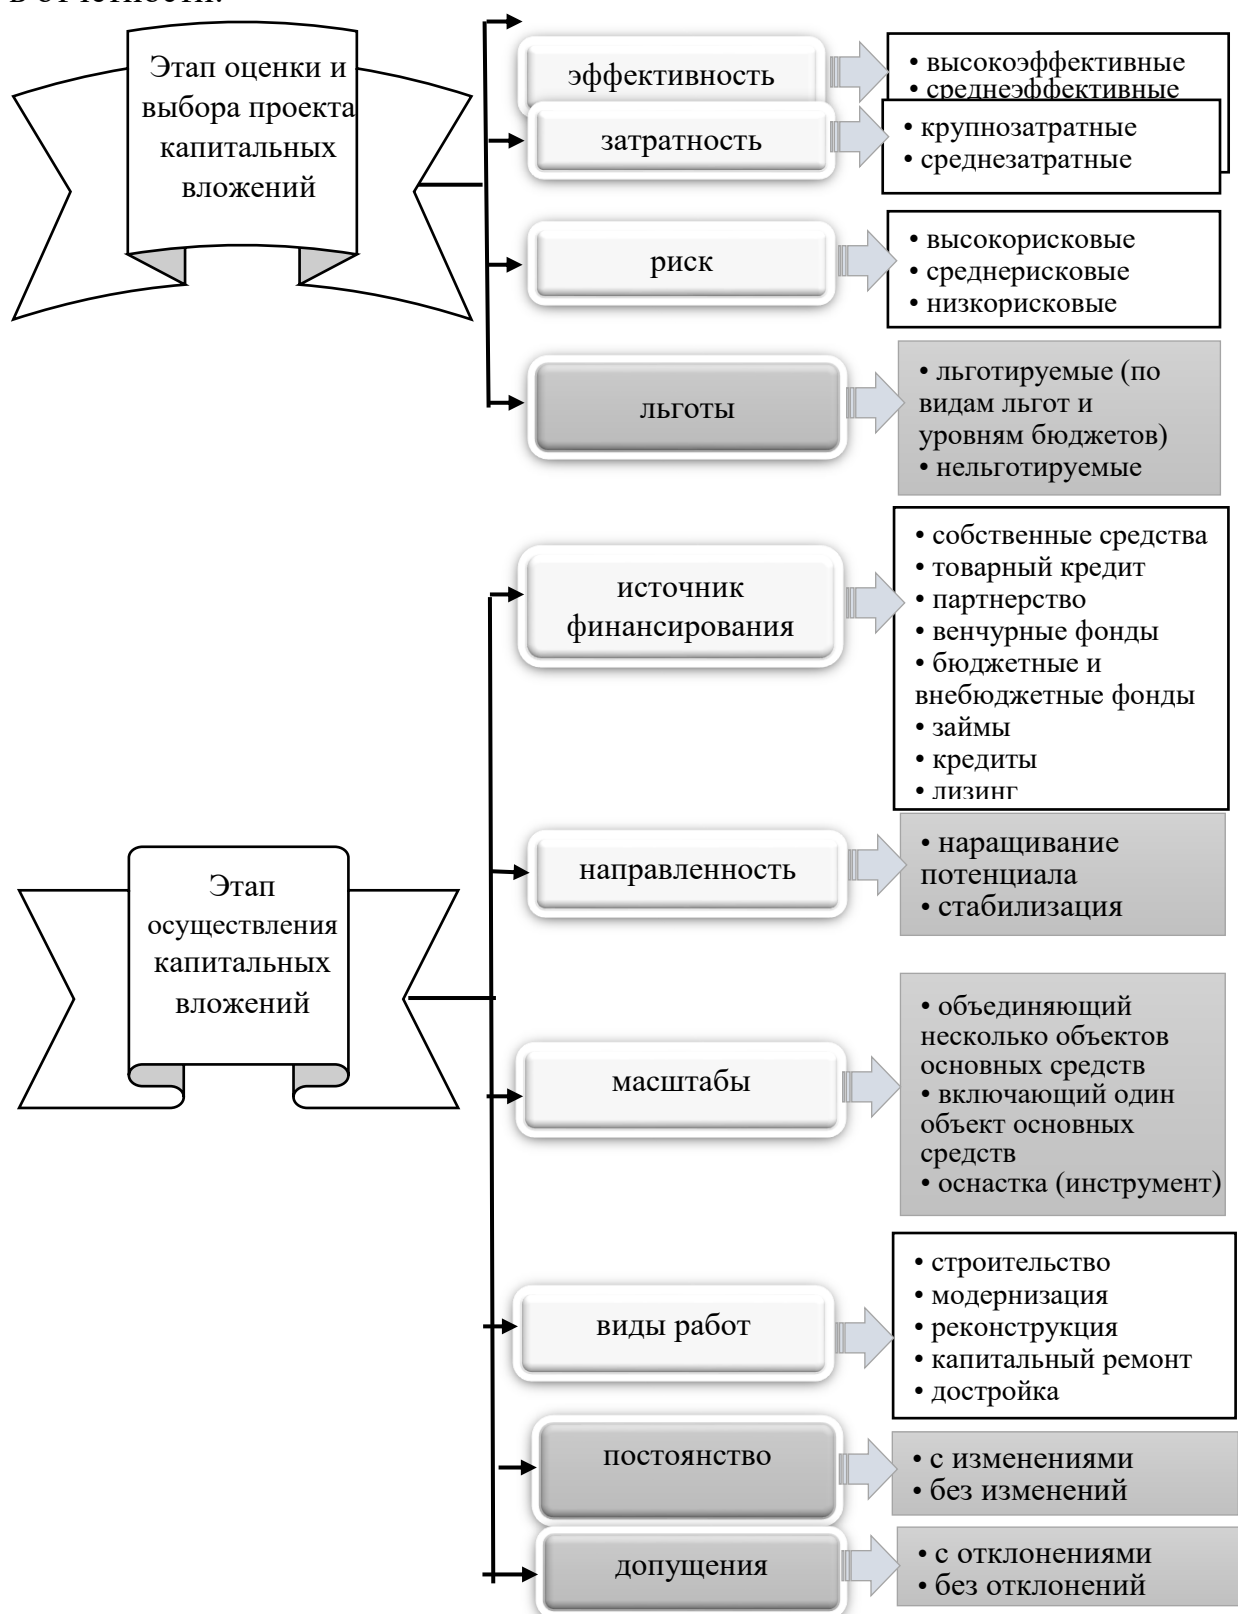 в отчетности.
Этап оценки и
выбора проекта
капитальных
вложений
эффективность
• высокоэффективные
• среднеэффективные
затратность
• крупнозатратные
• среднезатратные
риск
• высокорисковые
• среднерисковые
• низкорисковые
льготы
• льготируемые (по
видам льгот и
уровням бюджетов)
• нельготируемые
Этап
осуществления
капитальных
вложений
источник
финансирования
• собственные средства
• товарный кредит
• партнерство
• венчурные фонды
• бюджетные и
внебюджетные фонды
• займы
• кредиты
• лизинг
направленность
• наращивание
потенциала
• стабилизация
масштабы
• объединяющий
несколько объектов
основных средств
• включающий один
объект основных
средств
• оснастка (инструмент)
виды работ
• строительство
• модернизация
• реконструкция
• капитальный ремонт
• достройка
постоянство
• с изменениями
• без изменений
допущения
• с отклонениями
• без отклонений